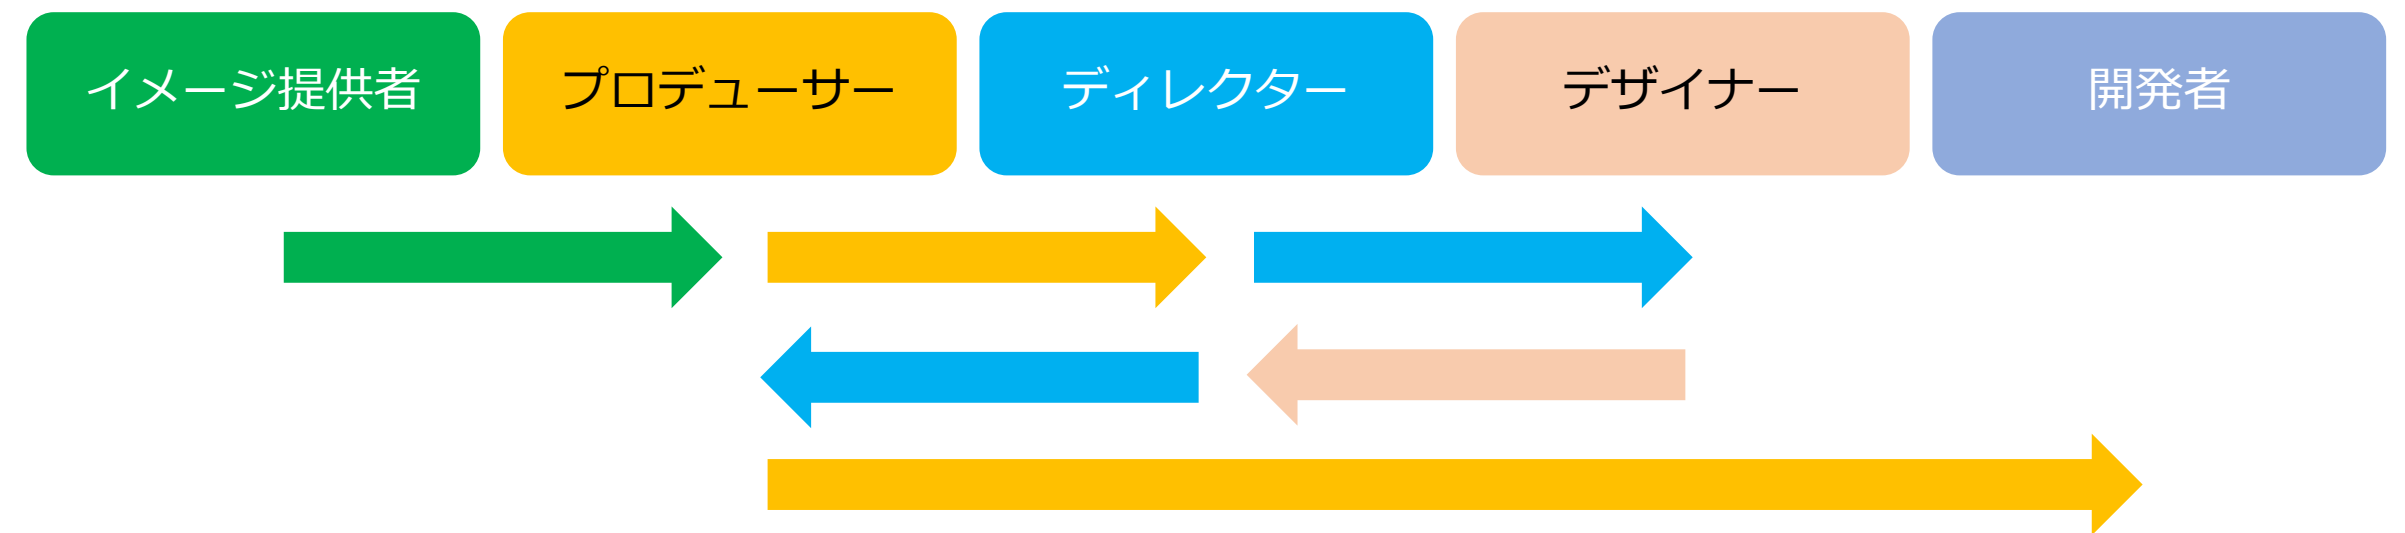 イメージ提供者
プロデューサー
ディレクター
デザイナー
開発者